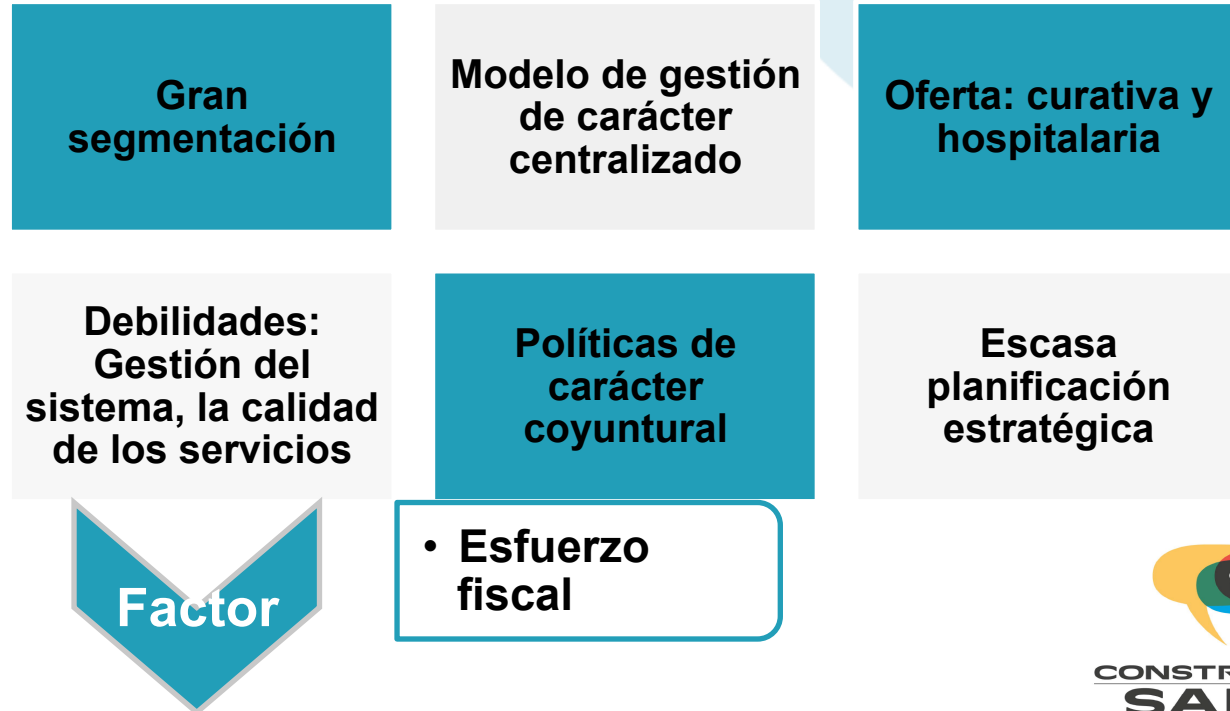 Gran
segmentación
Modelo de gestión
de carácter
centralizado
Oferta: curativa y
hospitalaria
Debilidades:
Gestión del
sistema, la calidad
de los servicios
Políticas de
carácter
coyuntural
Escasa
planificación
estratégica
Factor
• Esfuerzo
fiscal